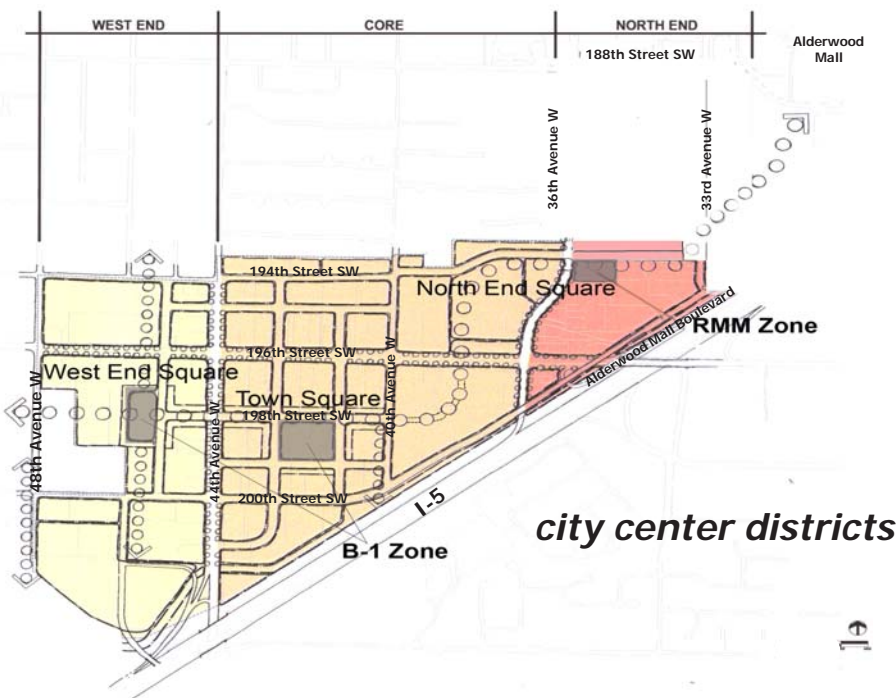 WEST END
CORE
NORTH END
Alderwood
Mall
188th Street SW
36th Avenue W
33rd Avenue W
194th Street SW
North End Square
RMM Zone
Alderwood Mall Boulevard
196th Street SW
40th Avenue W
West End Square
Town Square
198th Street SW
48th Avenue W
44th Avenue W
200th Street SW
I-5
city center districts
B-1 Zone